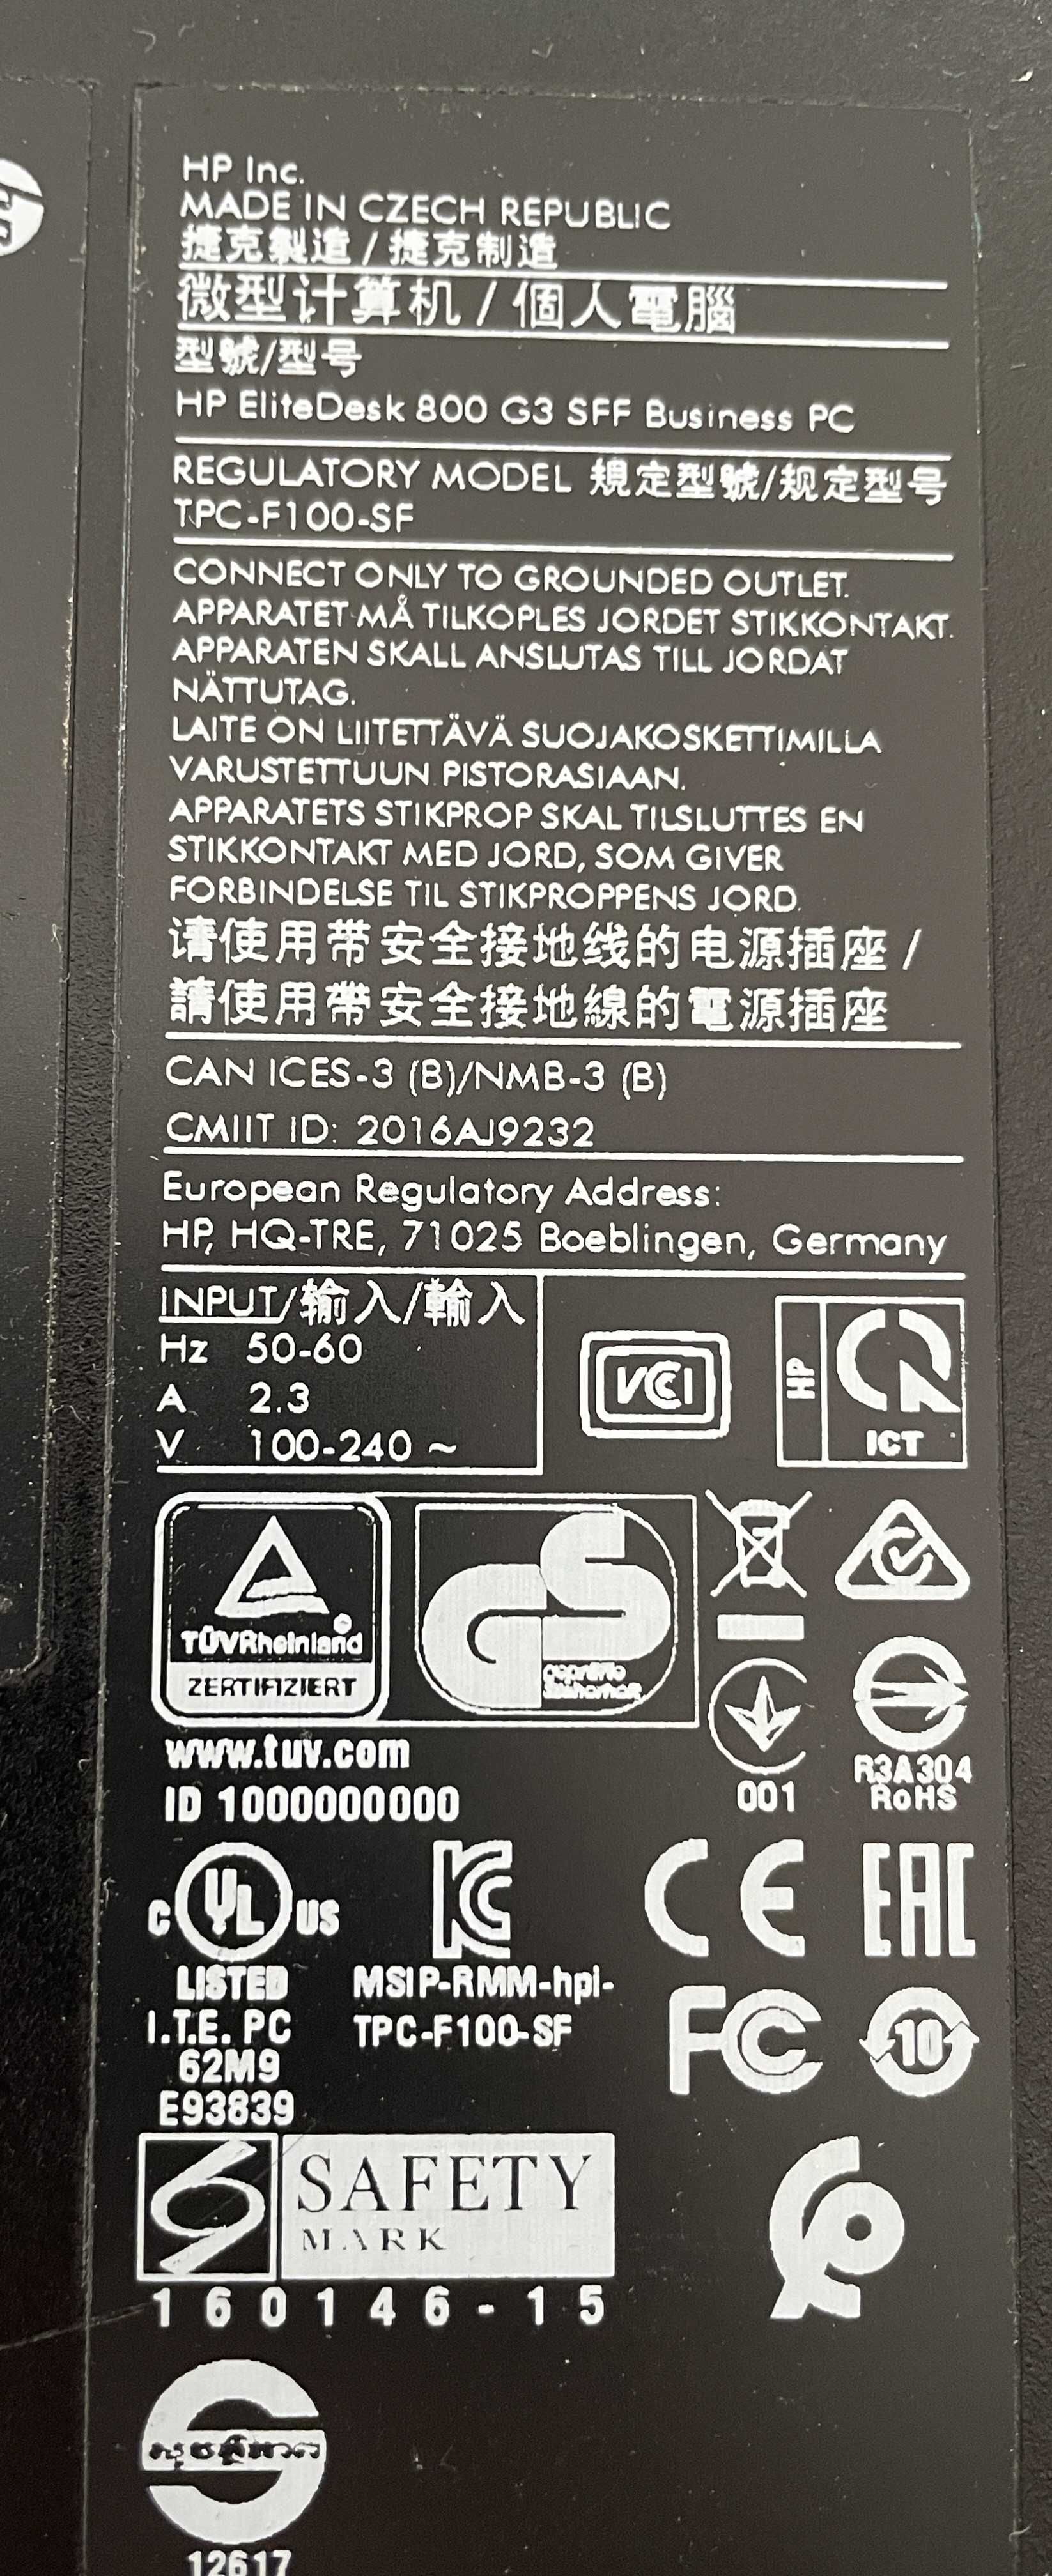 HP Inc.
MADE IN CZECH REPUBLIC
捷克製造 / 捷克制造
微型计算机 / 個人電腦
型號/型号
HP EliteDesk 800 G3 SFF Business PC
REGULATORY MODEL 規定型號/规定型号
TPC-F100-SF
CONNECT ONLY TO GROUNDED OUTLET.
APPARATET MÅ TILKOPLES JORDET STIKKONTAKT.
APPARATEN SKALL ANSLUTAS TILL JORDAT
NÄTTUTAG.
LAITE ON LIITETTÄVÄ SUOJAKOSKETTIMILLA
VARUSTETTUUN PISTORASIAAN.
APPARATETS STIKPROP SKAL TILSLUTTES EN
STIKKONTAKT MED JORD, SOM GIVER
FORBINDELSE TIL STIKPROPPENS JORD.
请使用带安全接地线的电源插座 /
請使用帶安全接地線的電源插座
CAN ICES-3 (B)/NMB-3 (B)
CMIIT ID: 2016AJ9232
European Regulatory Address:
HP, HQ-TRE, 71025 Boeblingen, Germany
INPUT/输入/輸入
Hz 50-60
A 2.3
V 100-240 ~
VCCI
HP
ICT
TÜVRheinland®
ZERTIFIZIERT
GS
geprüfte
Sicherheit
www.tuv.com
ID 1000000000
001
R3A304
RoHS
C UL US
LISTED
I.T.E. PC
62M9
E93839
KC
MSIP-RMM-hpi-
TPC-F100-SF
CE
EAC
FC
10
SAFETY
MARK
160146-15
12617